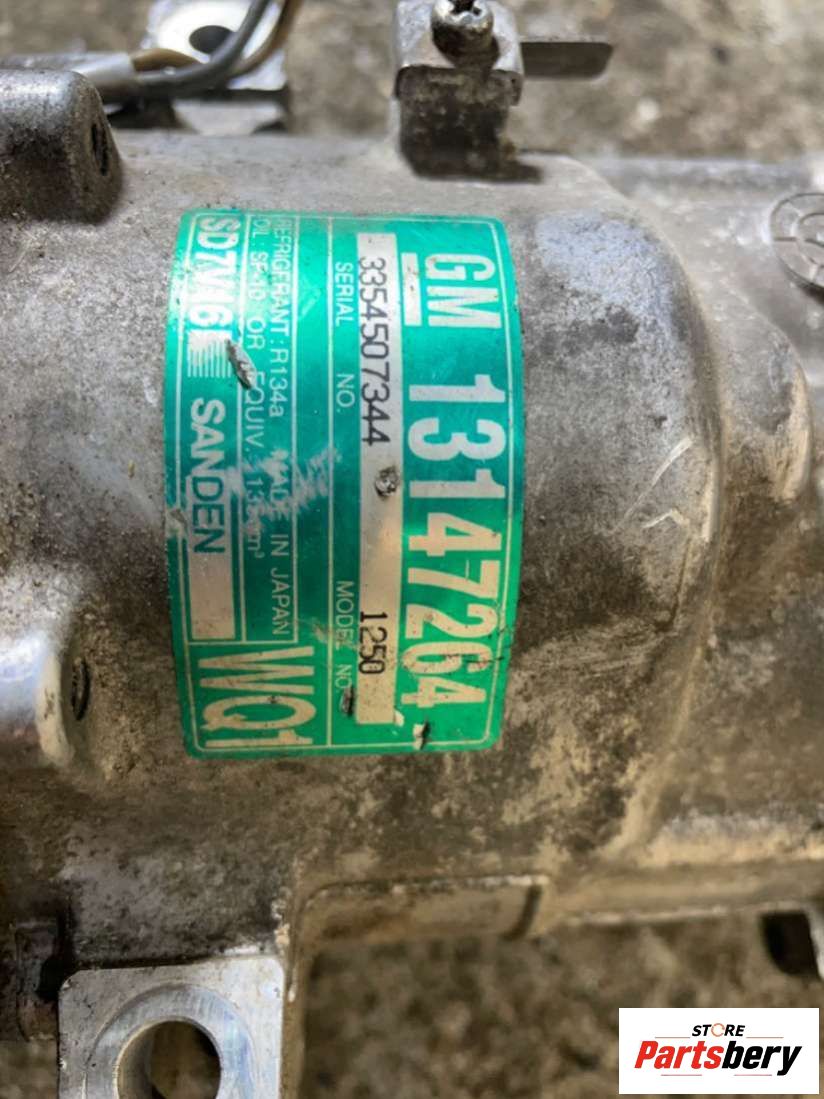 GM 13147264
3354507344 1250
SERIAL NO. MODEL NO
REFRIGERANT: R134a MADE IN JAPAN
OIL: SP-10 OR EQUIV.
SD7V16 SANDEN
WQ1
STORE
Partsbery